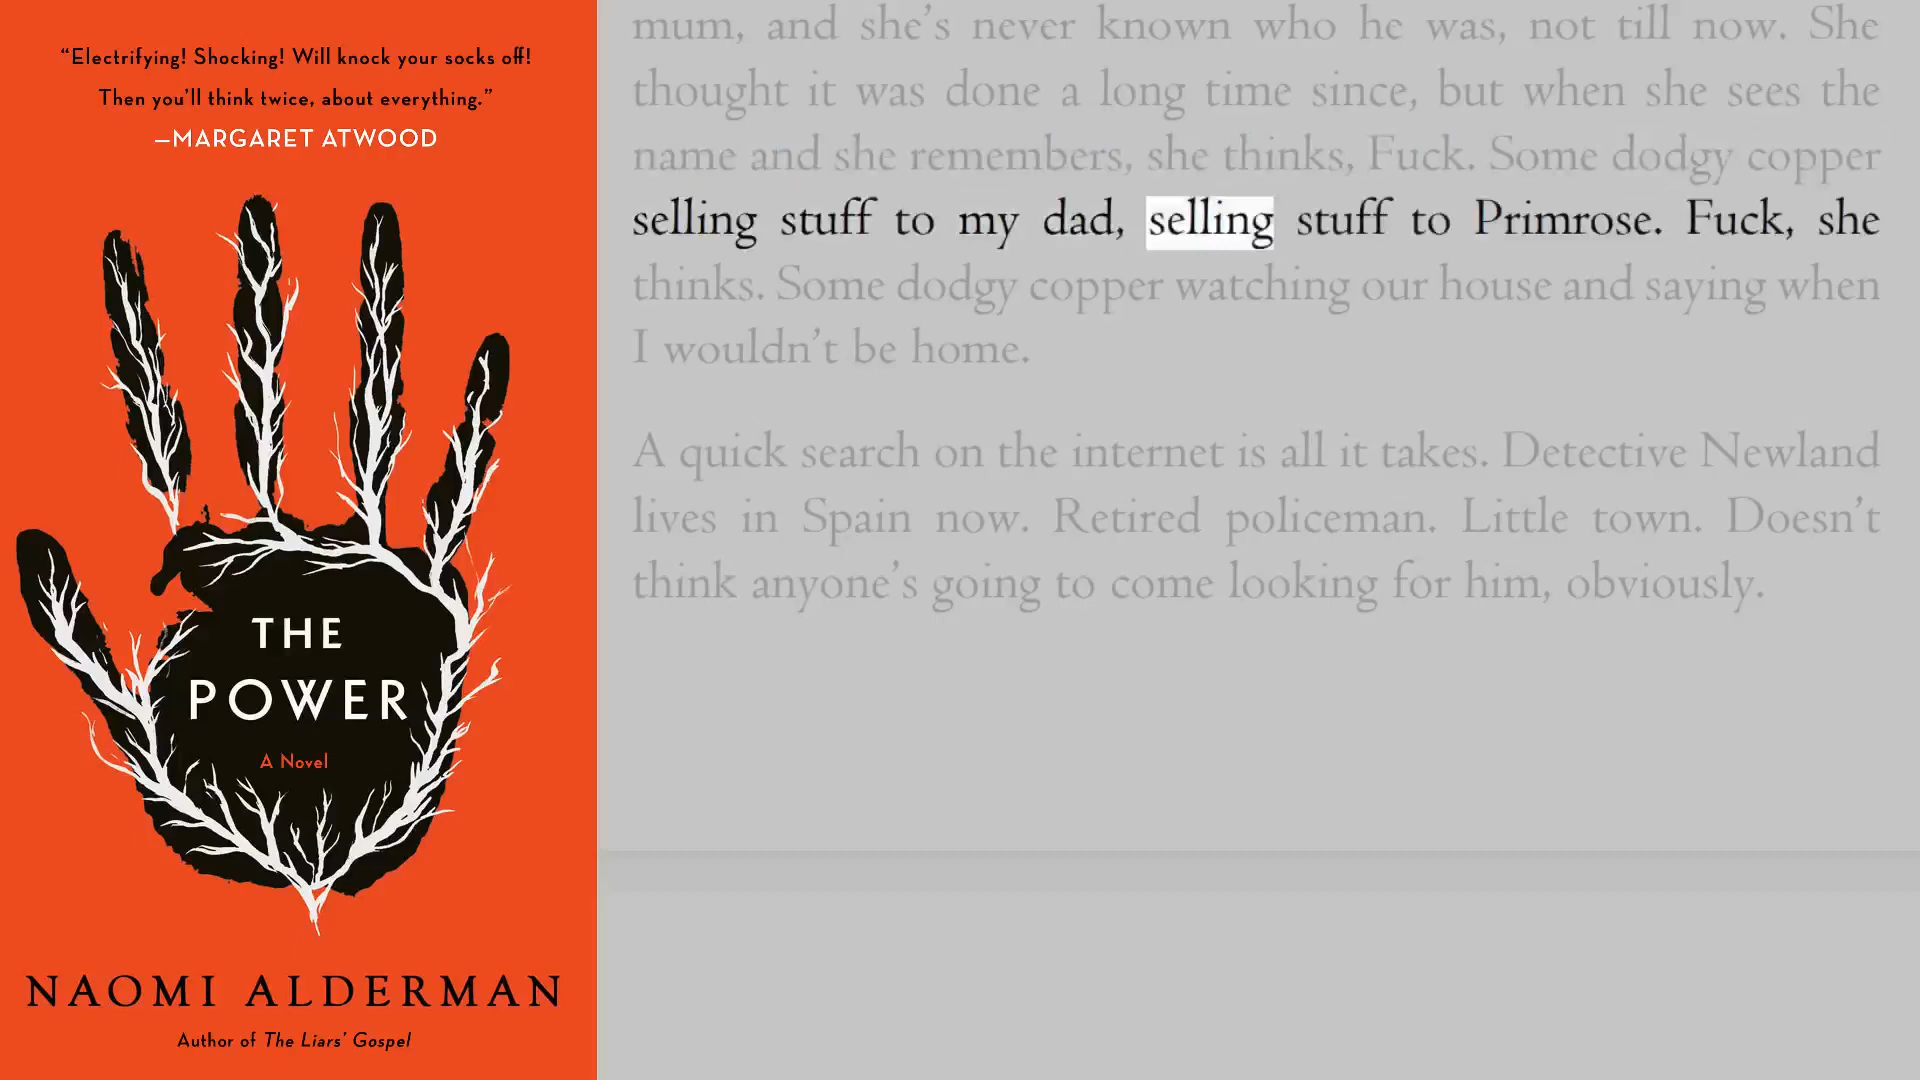 “Electrifying! Shocking! Will knock your socks off!
Then you’ll think twice, about everything.”
—MARGARET ATWOOD
THE
POWER
A Novel
NAOMI ALDERMAN
Author of The Liars’ Gospel
mum, and she’s never known who he was, not till now. She
thought it was done a long time since, but when she sees the
name and she remembers, she thinks, Fuck. Some dodgy copper
selling stuff to my dad, selling stuff to Primrose. Fuck, she
thinks. Some dodgy copper watching our house and saying when
I wouldn’t be home.
A quick search on the internet is all it takes. Detective Newland
lives in Spain now. Retired policeman. Little town. Doesn’t
think anyone’s going to come looking for him, obviously.